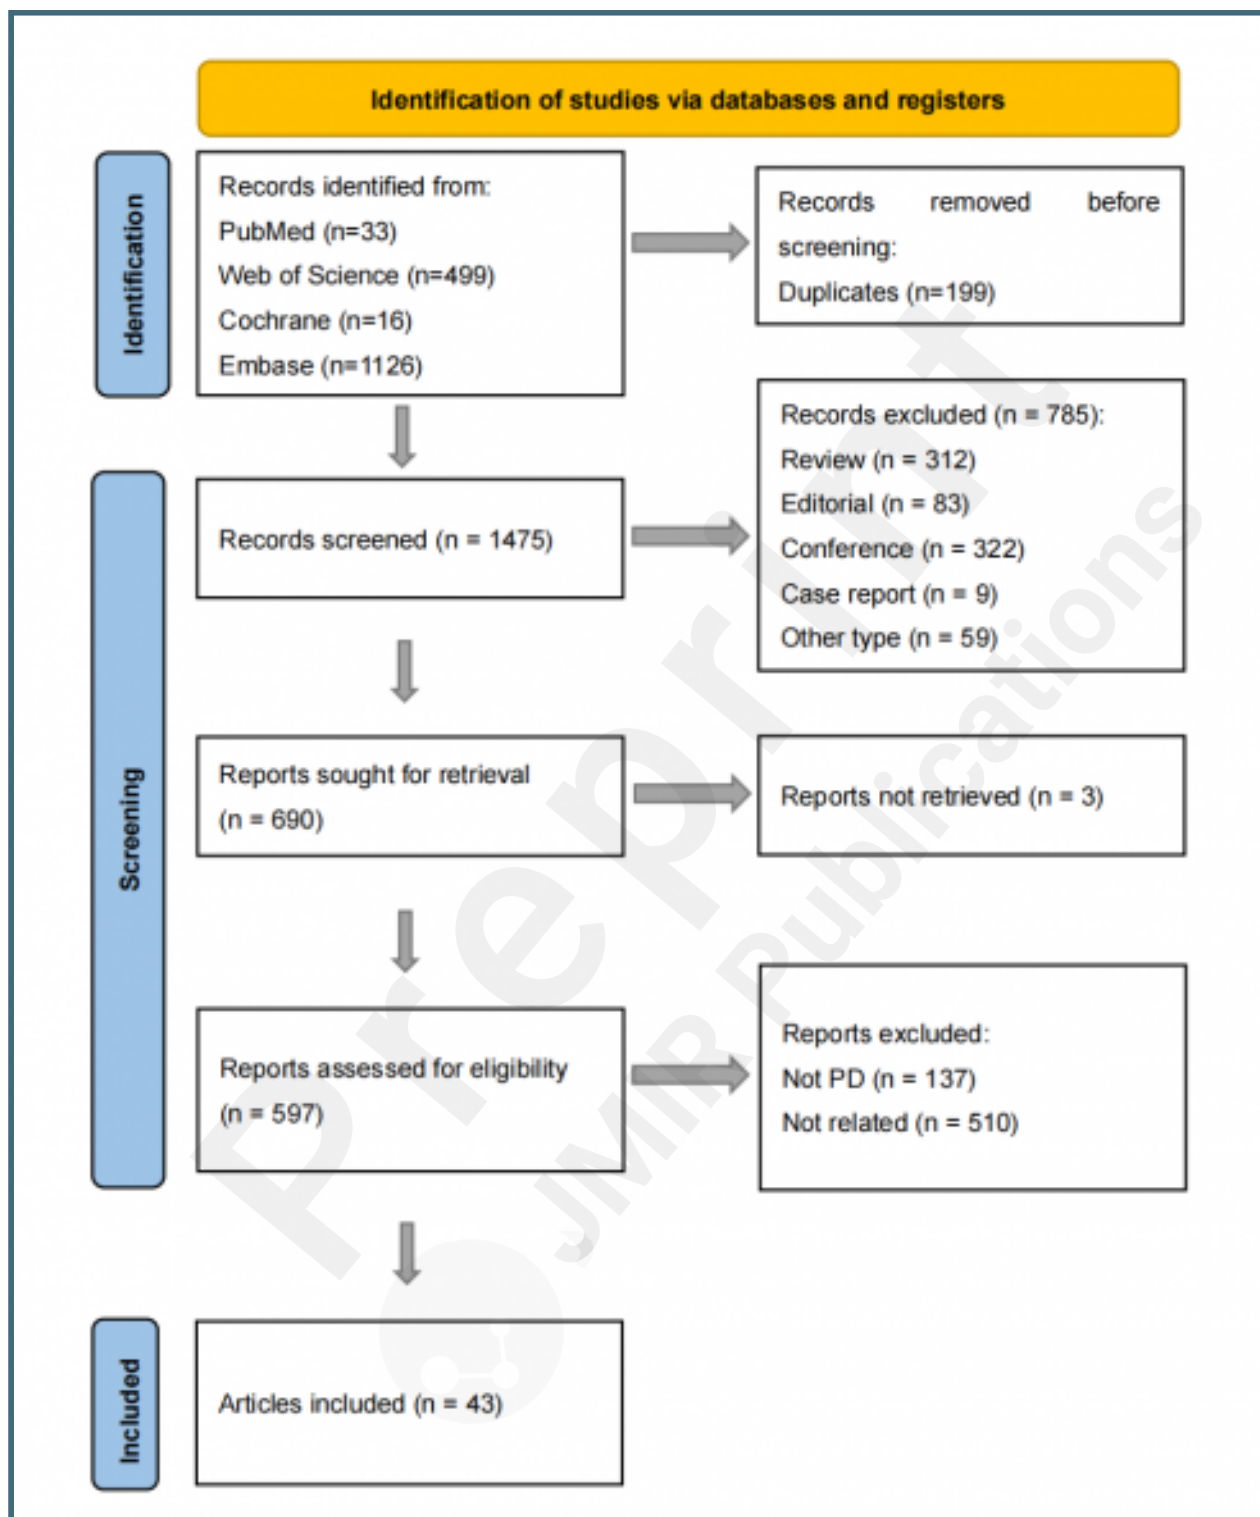 Identification of studies via databases and registers
Identification
Records identified from:
PubMed (n=33)
Web of Science (n=499)
Cochrane (n=16)
Embase (n=1126)
Records removed before
screening:
Duplicates (n=199)
Screening
Records screened (n = 1475)
Records excluded (n = 785):
Review (n = 312)
Editorial (n = 83)
Conference (n = 322)
Case report (n = 9)
Other type (n = 59)
Reports sought for retrieval
(n = 690)
Reports not retrieved (n = 3)
Reports assessed for eligibility
(n = 597)
Reports excluded:
Not PD (n = 137)
Not related (n = 510)
Included
Articles included (n = 43)
Preprint
JMIR Publications